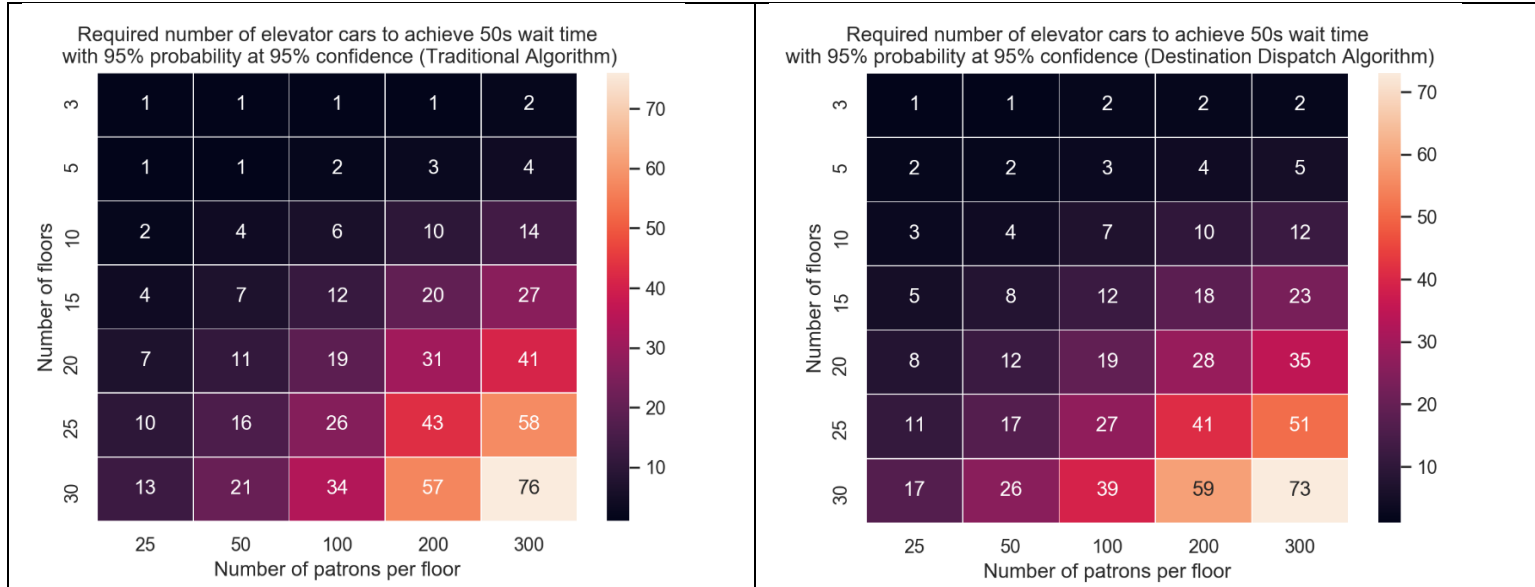 Required number of elevator cars to achieve 50s wait time
with 95% probability at 95% confidence (Traditional Algorithm)
Number of floors
3 1 1 1 1 2
5 1 1 2 3 4
10 2 4 6 10 14
15 4 7 12 20 27
20 7 11 19 31 41
25 10 16 26 43 58
30 13 21 34 57 76
25 50 100 200 300
Number of patrons per floor
70
60
50
40
30
20
10
Required number of elevator cars to achieve 50s wait time
with 95% probability at 95% confidence (Destination Dispatch Algorithm)
Number of floors
3 1 1 2 2 2
5 2 2 3 4 5
10 3 4 7 10 12
15 5 8 12 18 23
20 8 12 19 28 35
25 11 17 27 41 51
30 17 26 39 59 73
25 50 100 200 300
Number of patrons per floor
70
60
50
40
30
20
10